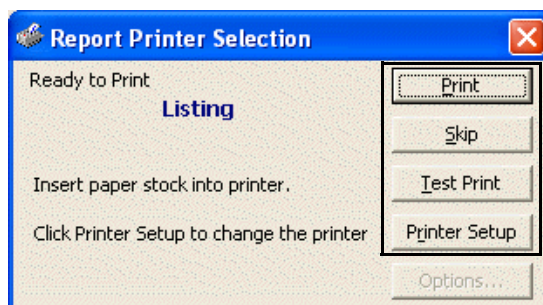 Report Printer Selection
Ready to Print
Listing
Insert paper stock into printer.
Click Printer Setup to change the printer
Print
Skip
Test Print
Printer Setup
Options...